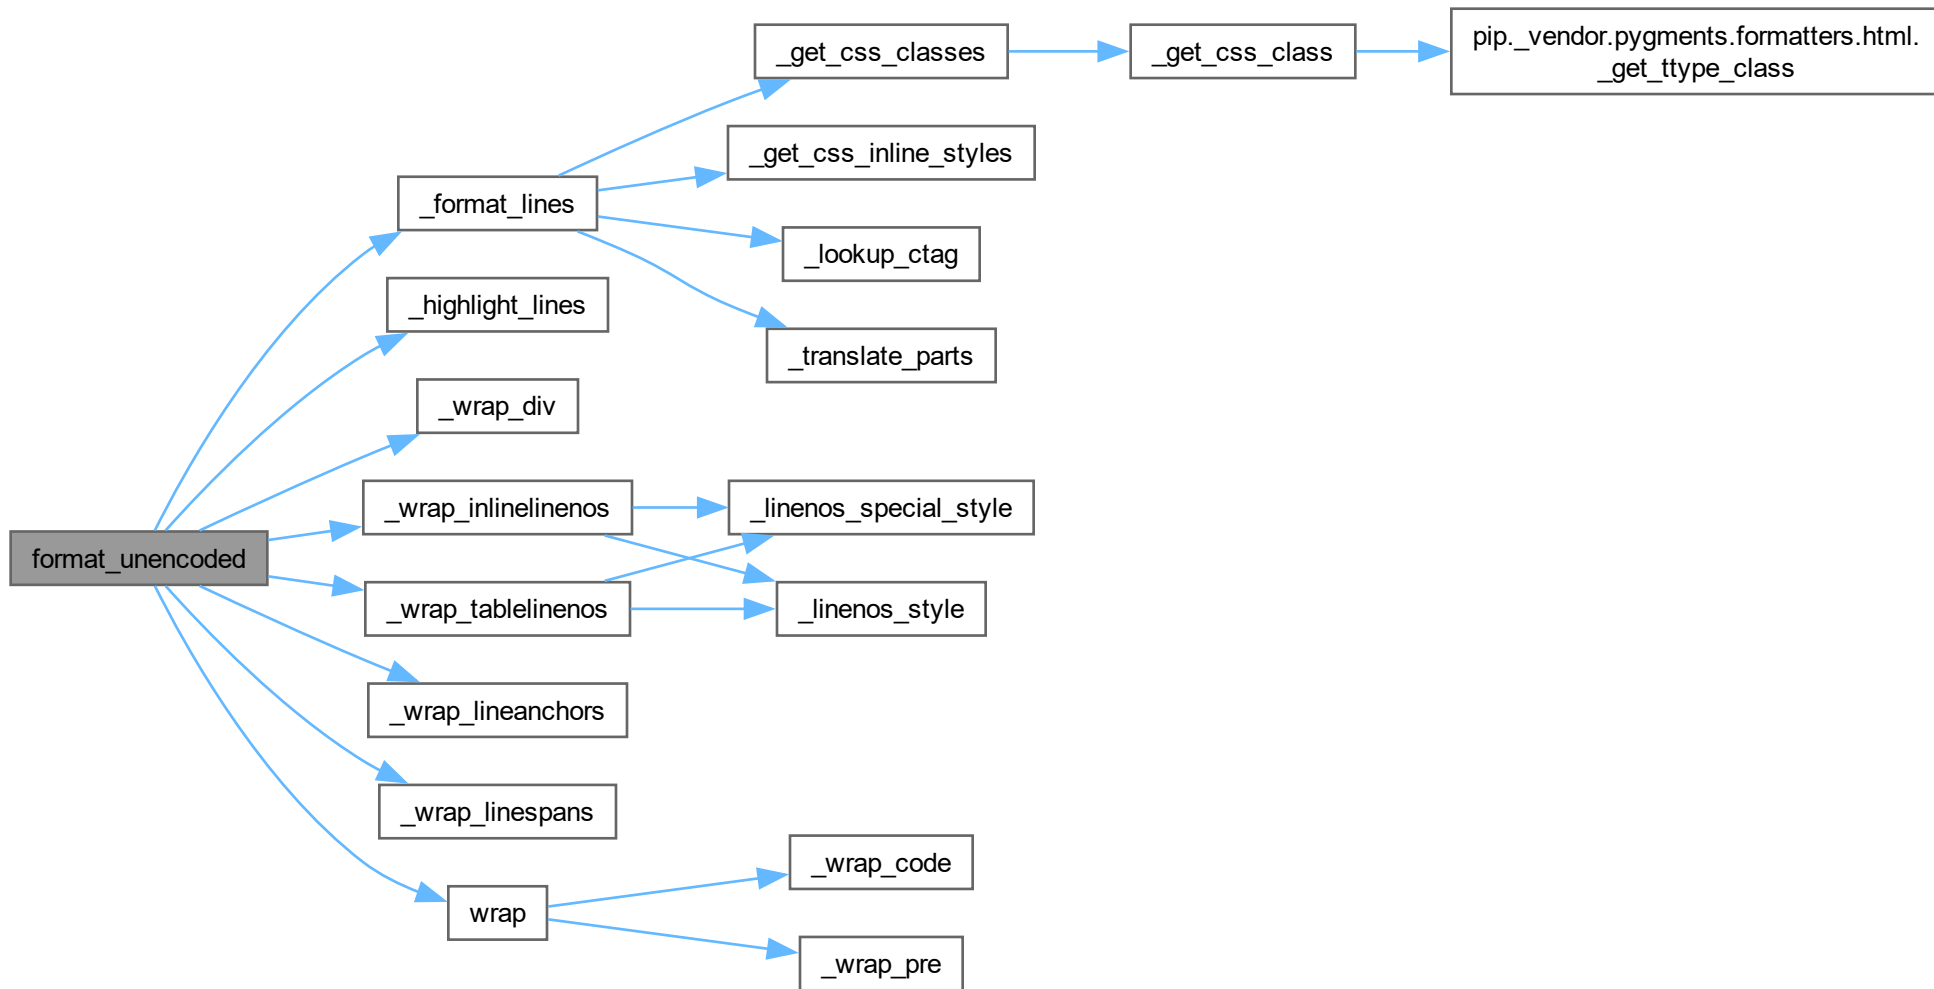 format_unencoded
_format_lines
_get_css_classes
_get_css_class
pip._vendor.pygments.formatters.html.
_get_ttype_class
_get_css_inline_styles
_lookup_ctag
_translate_parts
_highlight_lines
_wrap_div
_wrap_inlinelinenos
_linenos_special_style
_linenos_style
_wrap_tablelinenos
_wrap_lineanchors
_wrap_linespans
wrap
_wrap_code
_wrap_pre